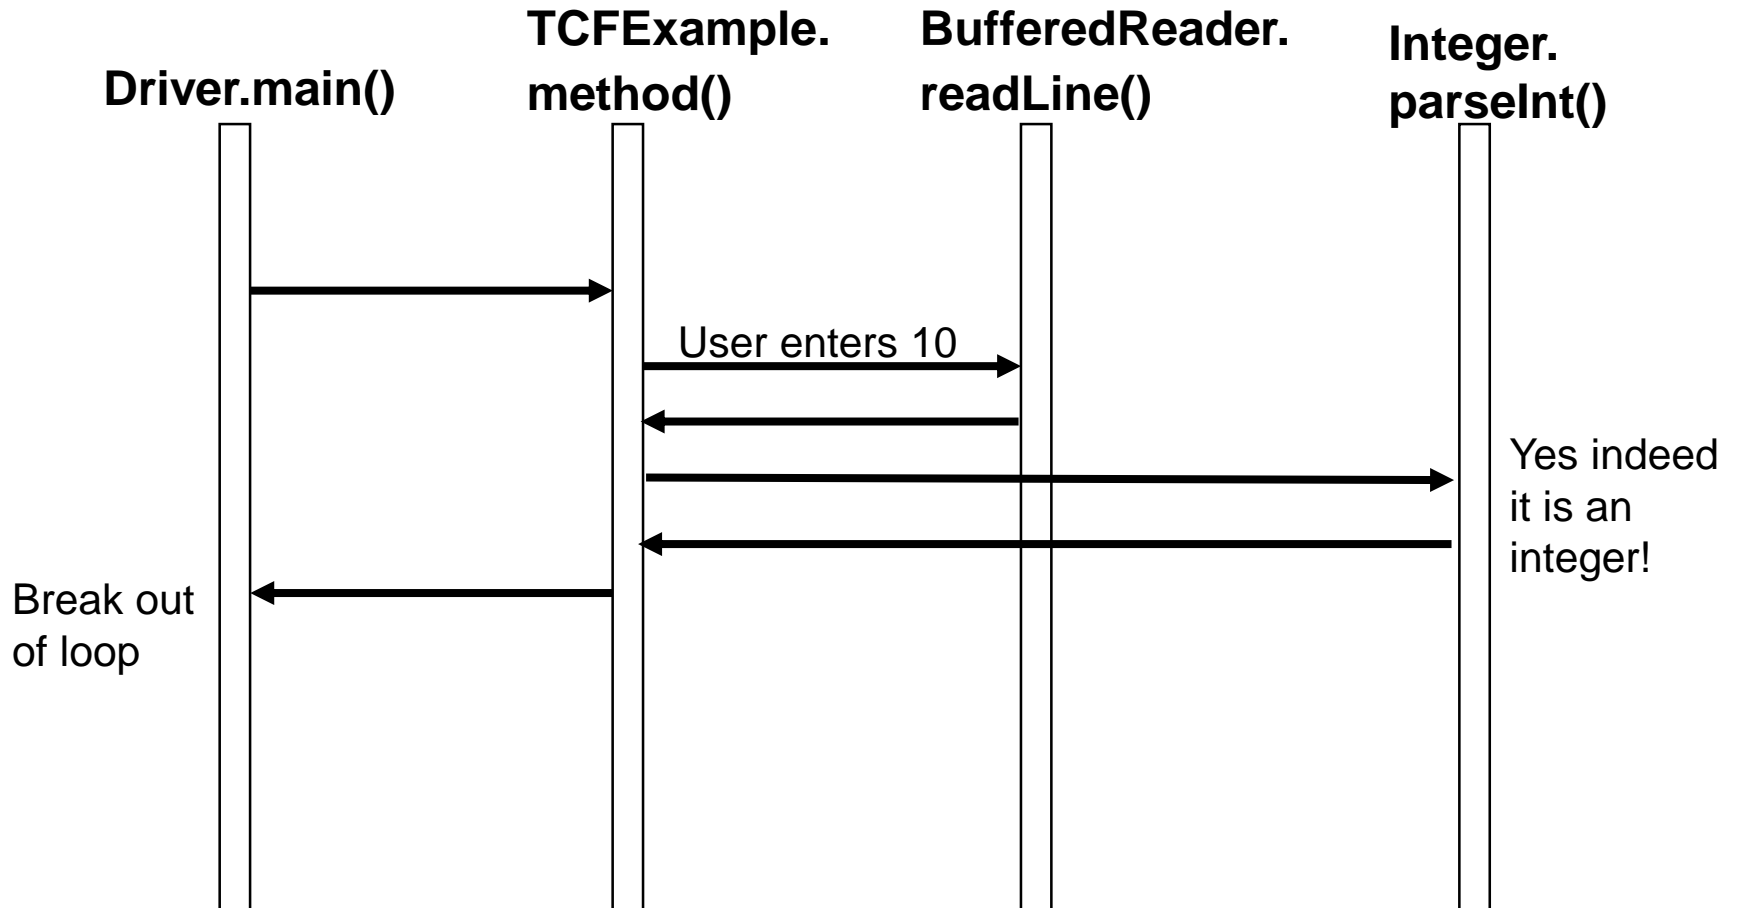 Driver.main()
TCFExample.
method()
BufferedReader.
readLine()
Integer.
parseInt()
User enters 10
Yes indeed
it is an
integer!
Break out
of loop